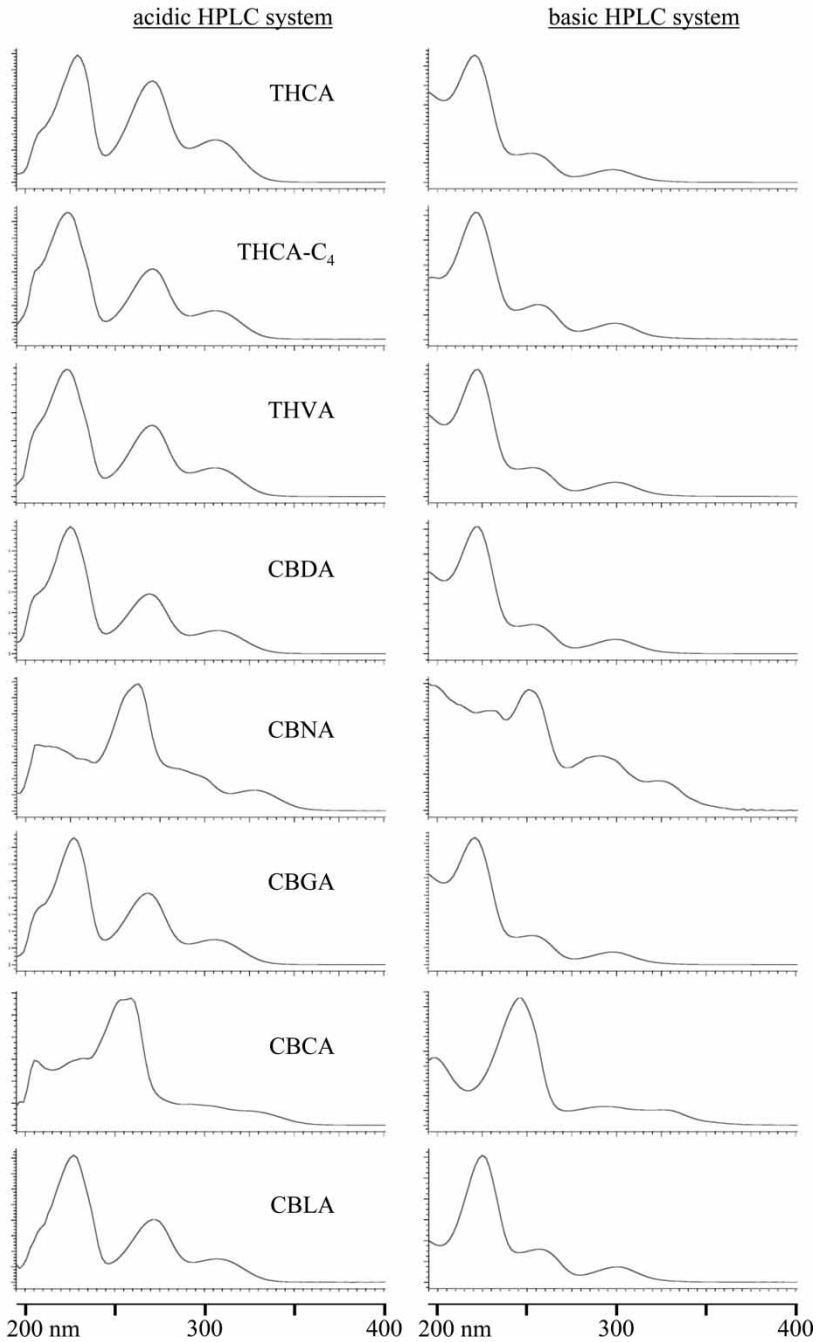 acidic HPLC system basic HPLC system
THCA
THCA-C₄
THVA
CBDA
CBNA
CBGA
CBCA
CBLA
200 nm 300 400 200 nm 300 400